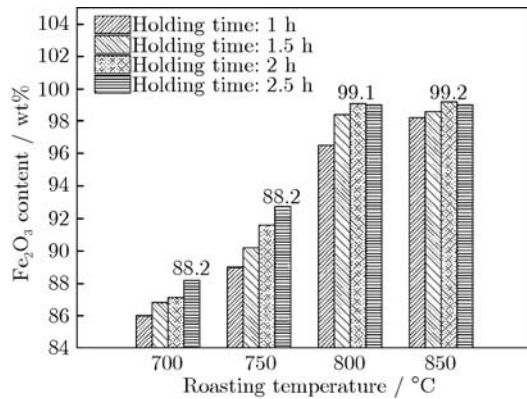 104
102
100
98
96
94
92
90
88
86
84
Fe₂O₃ content / wt%
Holding time: 1 h
Holding time: 1.5 h
Holding time: 2 h
Holding time: 2.5 h
88.2
88.2
99.1
99.2
700 750 800 850
Roasting temperature / °C